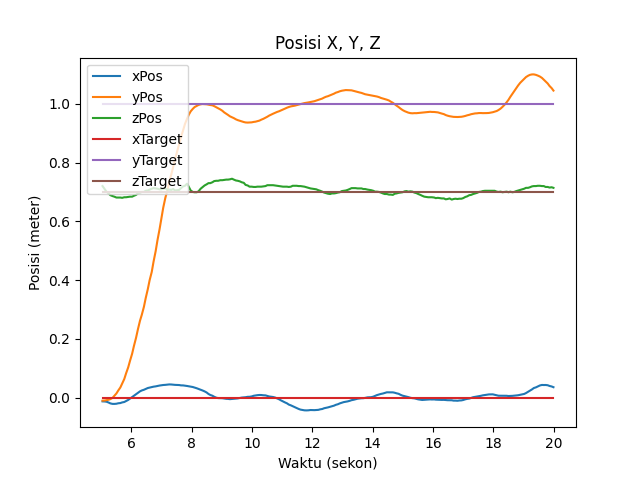 Posisi X, Y, Z
xPos
yPos
zPos
xTarget
yTarget
zTarget
1.0
0.8
0.6
0.4
0.2
0.0
Posisi (meter)
6 8 10 12 14 16 18 20
Waktu (sekon)